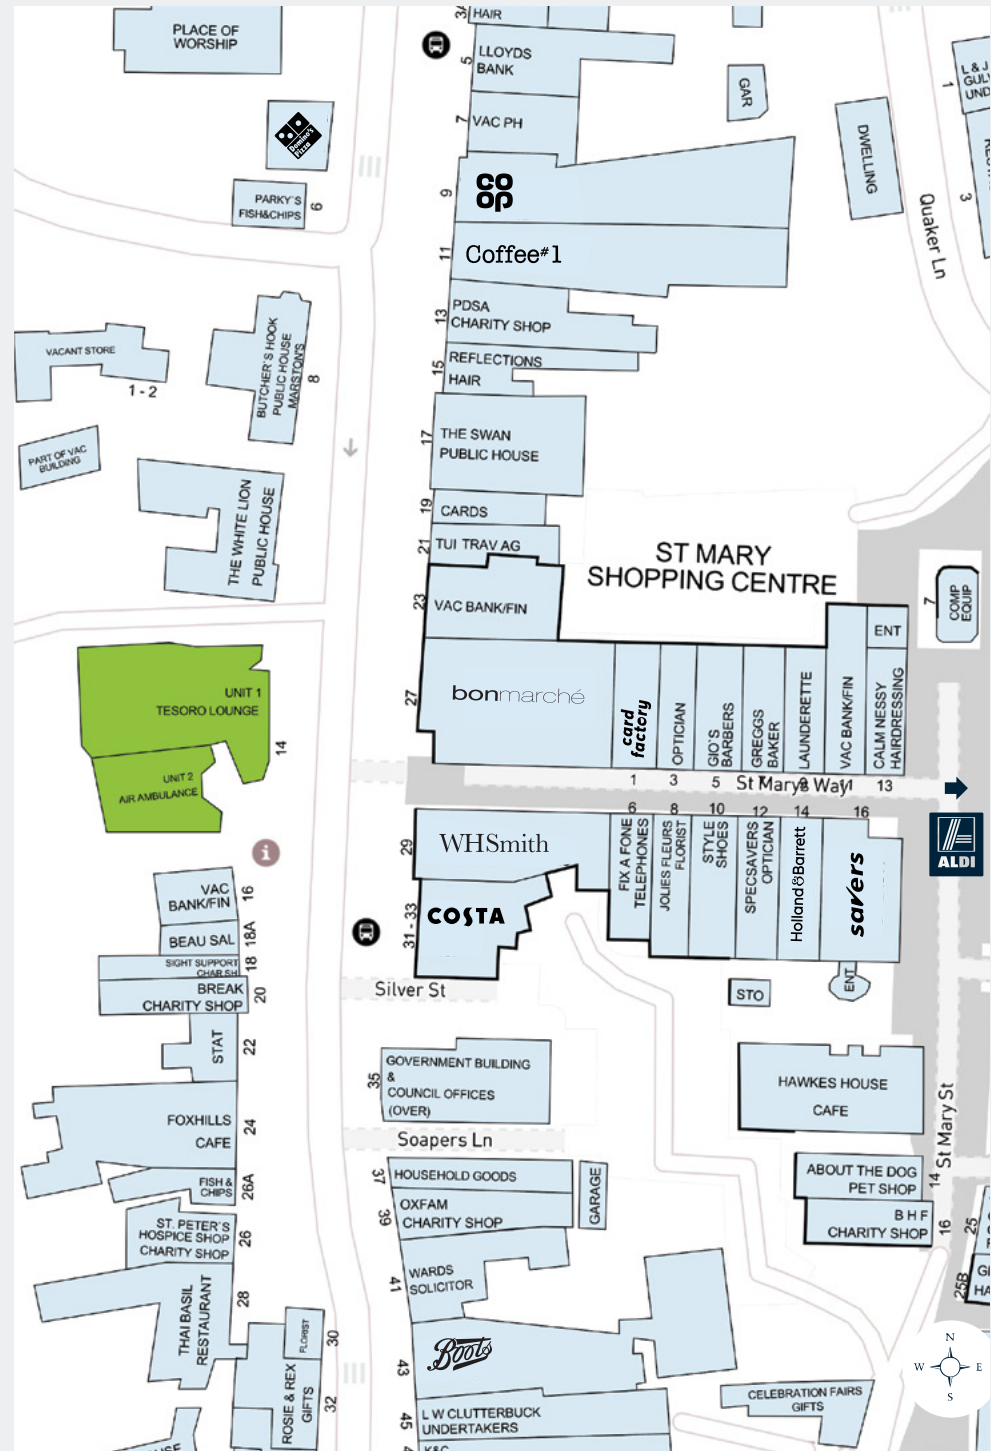 PLACE OF
WORSHIP
Domino's
Pizza
PARKY'S
FISH&CHIPS
6
VACANT STORE
1 - 2
BUTCHER'S HOOK
PUBLIC HOUSE
MARSTON'S
8
PART OF VAC
BUILDING
THE WHITE LION
PUBLIC HOUSE
UNIT 1
TESORO LOUNGE
14
UNIT 2
AIR AMBULANCE
i
VAC
BANK/FIN
16
BEAU SAL
18A
SIGHT SUPPORT
CHAR SH
18
BREAK
CHARITY SHOP
20
STAT
22
FOXHILLS
CAFE
24
FISH &
CHIPS
26A
ST. PETER'S
HOSPICE SHOP
CHARITY SHOP
26
THAI BASIL
RESTAURANT
28
FLORIST
30
ROSIE & REX
GIFTS
32
HAIR
5
LLOYDS
BANK
7
VAC PH
9
CO
OP
11
Coffee#1
13
PDSA
CHARITY SHOP
15
REFLECTIONS
HAIR
17
THE SWAN
PUBLIC HOUSE
19
CARDS
21
TUI TRAV AG
23
VAC BANK/FIN
27
bonmarché
ST MARY
SHOPPING CENTRE
card
factory
OPTICIAN
GIO'S
BARBERS
GREGGS
BAKER
LAUNDERETTE
VAC BANK/FIN
ENT
CALM NESSY
HAIRDRESSING
1
3
5
7
9
11
13
St Marys Way
6
8
10
12
14
16
29
WHSmith
FIX A FONE
TELEPHONES
JOLIES FLEURS
FLORIST
STYLE
SHOES
SPECSAVERS
OPTICIAN
Holland&Barrett
savers
ENT
STO
31 - 33
COSTA
Silver St
35
GOVERNMENT BUILDING
&
COUNCIL OFFICES
(OVER)
Soapers Ln
37
HOUSEHOLD GOODS
39
OXFAM
CHARITY SHOP
GARAGE
41
WARDS
SOLICITOR
43
Boots
45
L W CLUTTERBUCK
UNDERTAKERS
K&C
GAR
DWELLING
Quaker Ln
1
L & J
3
7
COMP
EQUIP
ALDI
HAWKES HOUSE
CAFE
St Mary St
ABOUT THE DOG
PET SHOP
14
B H F
CHARITY SHOP
16
25
25B
CELEBRATION FAIRS
GIFTS
N
W
E
S